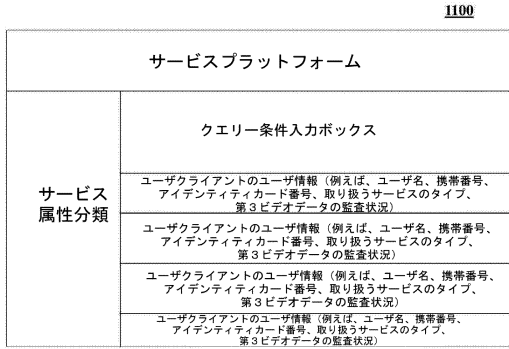 1100
サービスプラットフォーム
クエリー条件入力ボックス
サービス
属性分類
ユーザクライアントのユーザ情報（例えば、ユーザ名、携帯番号、
アイデンティティカード番号、取り扱うサービスのタイプ、
第３ビデオデータの監査状況）
ユーザクライアントのユーザ情報（例えば、ユーザ名、携帯番号、
アイデンティティカード番号、取り扱うサービスのタイプ、
第３ビデオデータの監査状況）
ユーザクライアントのユーザ情報（例えば、ユーザ名、携帯番号、
アイデンティティカード番号、取り扱うサービスのタイプ、
第３ビデオデータの監査状況）
ユーザクライアントのユーザ情報（例えば、ユーザ名、携帯番号、
アイデンティティカード番号、取り扱うサービスのタイプ、
第３ビデオデータの監査状況）